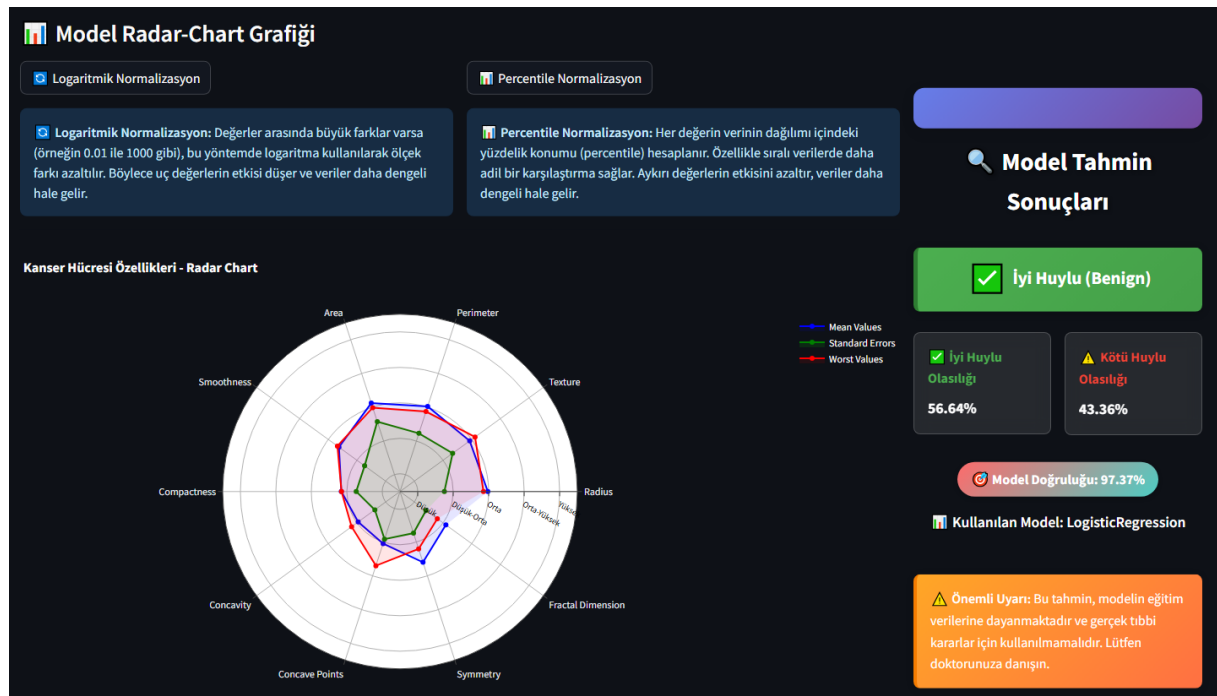 📊 Model Radar-Chart Grafiği
🔄 Logaritmik Normalizasyon
📊 Percentile Normalizasyon
🔄 Logaritmik Normalizasyon: Değerler arasında büyük farklar varsa
(örneğin 0.01 ile 1000 gibi), bu yöntemde logaritma kullanılarak ölçek
farkı azaltılır. Böylece uç değerlerin etkisi düşer ve veriler daha dengeli
hale gelir.
📊 Percentile Normalizasyon: Her değerin verinin dağılımı içindeki
yüzdelik konumu (percentile) hesaplanır. Özellikle sıralı verilerde daha
adil bir karşılaştırma sağlar. Aykırı değerlerin etkisini azaltır, veriler daha
dengeli hale gelir.
Kanser Hücresi Özellikleri - Radar Chart
Area
Perimeter
Smoothness
Texture
Compactness
Radius
Concavity
Fractal Dimension
Concave Points
Symmetry
Düşük
Düşük-Orta
Orta
Orta-Yüksek
Mean Values
Standard Errors
Worst Values
🔍 Model Tahmin
Sonuçları
✅ İyi Huylu (Benign)
✅ İyi Huylu
Olasılığı
56.64%
⚠️ Kötü Huylu
Olasılığı
43.36%
🎯 Model Doğruluğu: 97.37%
📊 Kullanılan Model: LogisticRegression
⚠️ Önemli Uyarı: Bu tahmin, modelin eğitim
verilerine dayanmaktadır ve gerçek tıbbi
kararlar için kullanılmamalıdır. Lütfen
doktorunuza danışın.